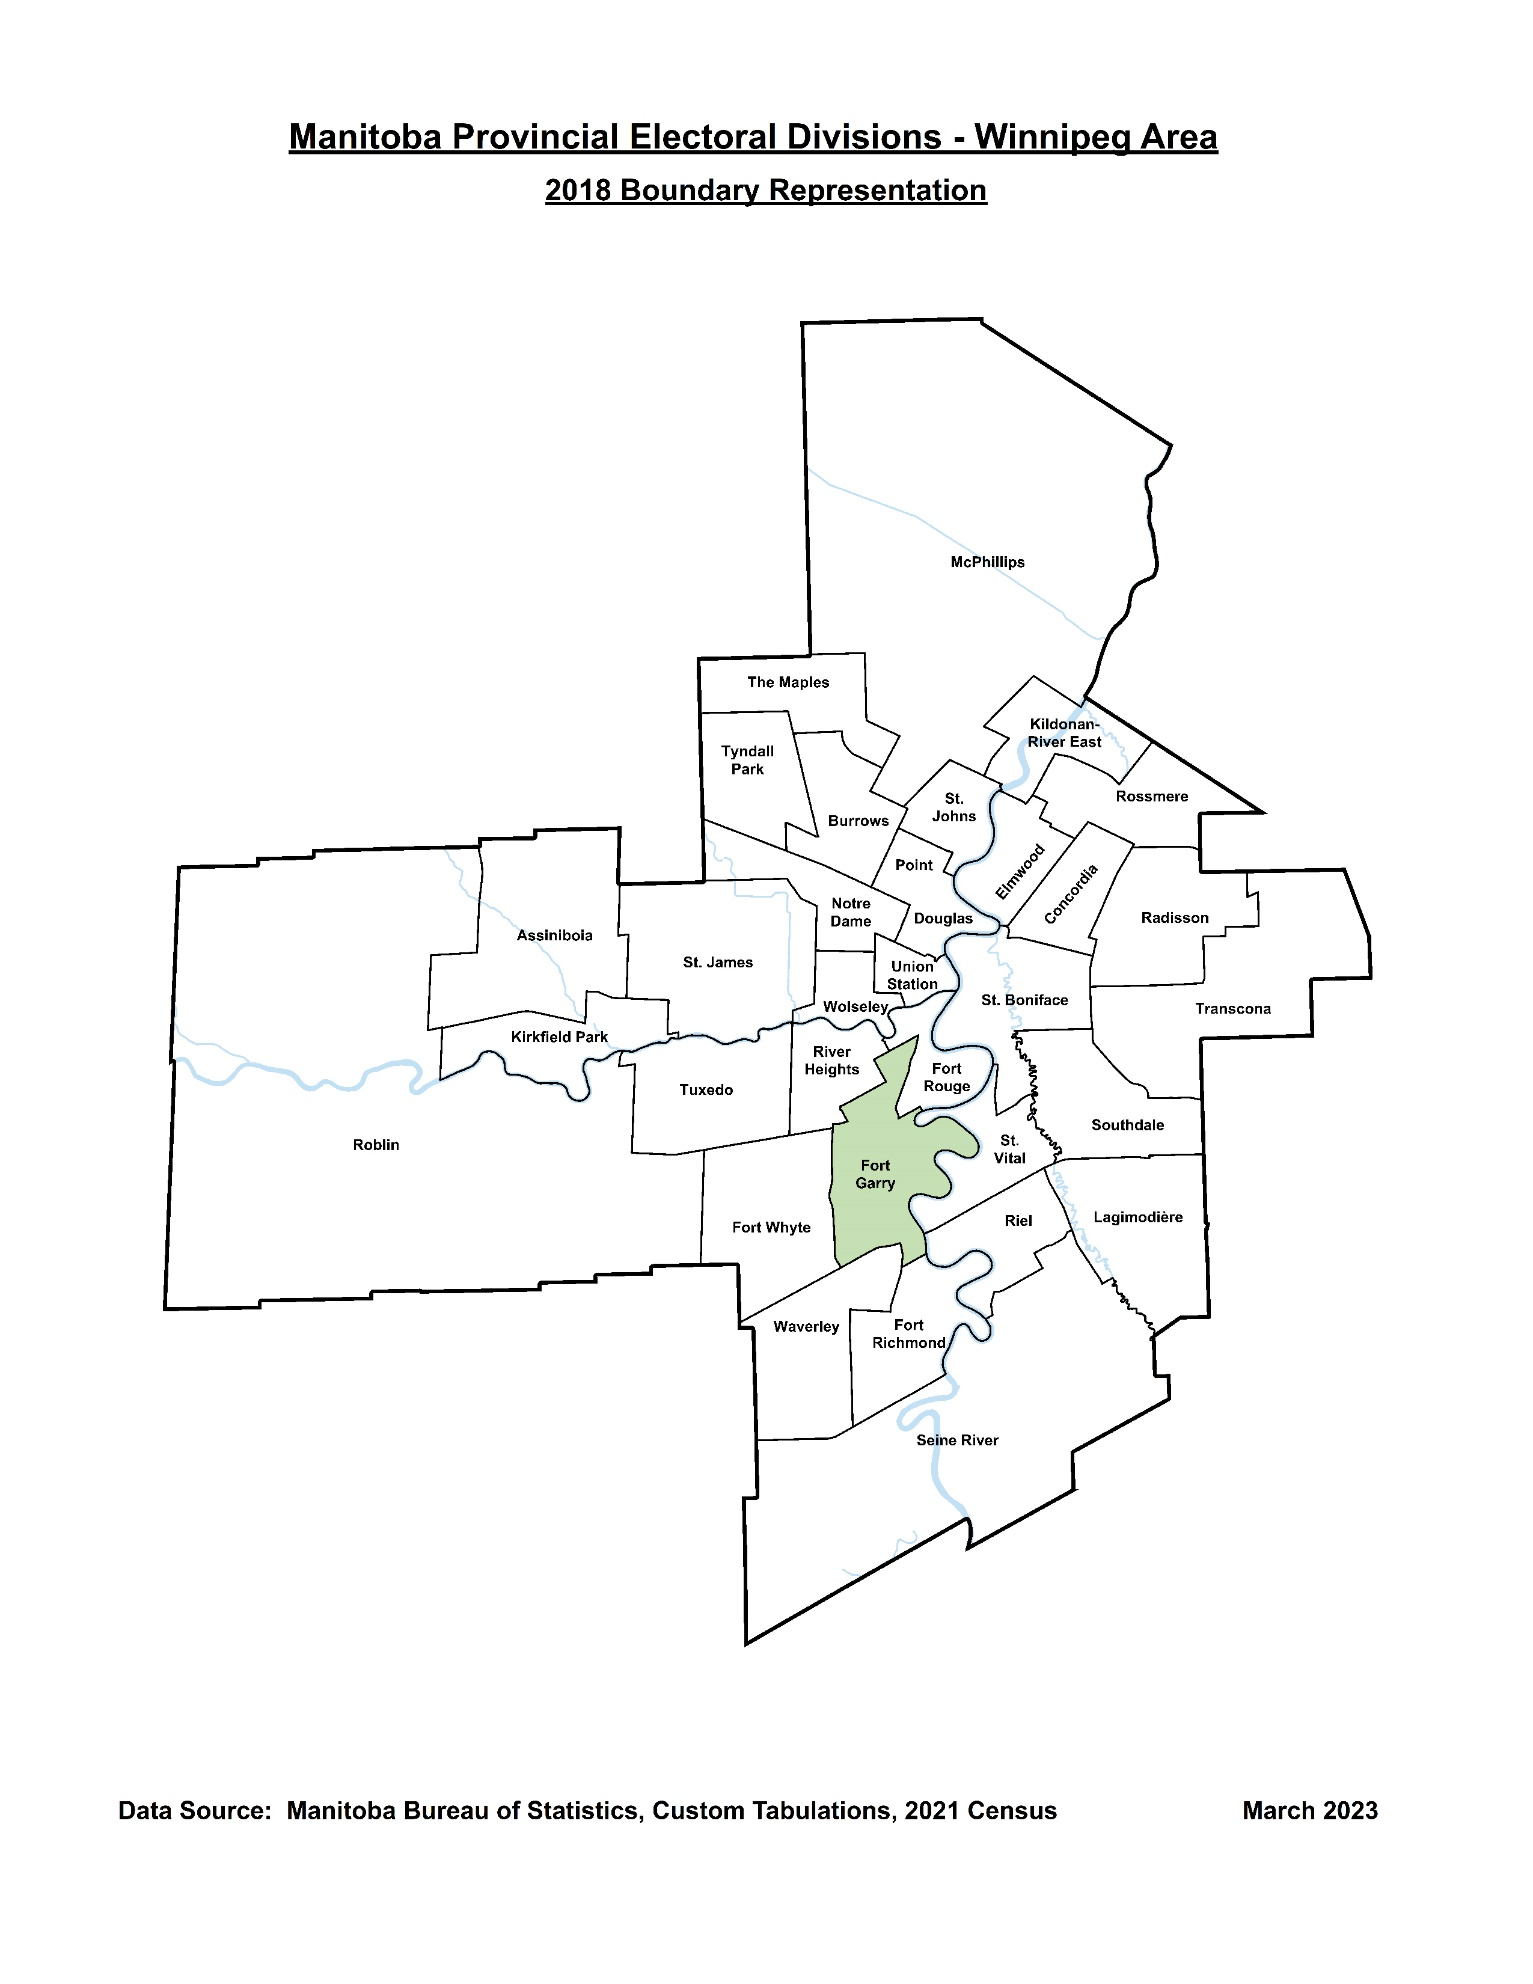 Manitoba Provincial Electoral Divisions - Winnipeg Area
2018 Boundary Representation
McPhillips
The Maples
Kildonan-
River East
Tyndall
Park
Rossmere
St.
Johns
Burrows
Point
Elmwood
Concordia
Notre
Dame
Douglas
Radisson
Assiniboia
St. James
Union
Station
St. Boniface
Wolseley
Transcona
Kirkfield Park
River
Heights
Fort
Rouge
Tuxedo
Southdale
Roblin
St.
Vital
Fort
Garry
Riel
Lagimodière
Fort Whyte
Waverley
Fort
Richmond
Seine River
Data Source:  Manitoba Bureau of Statistics, Custom Tabulations, 2021 Census
March 2023